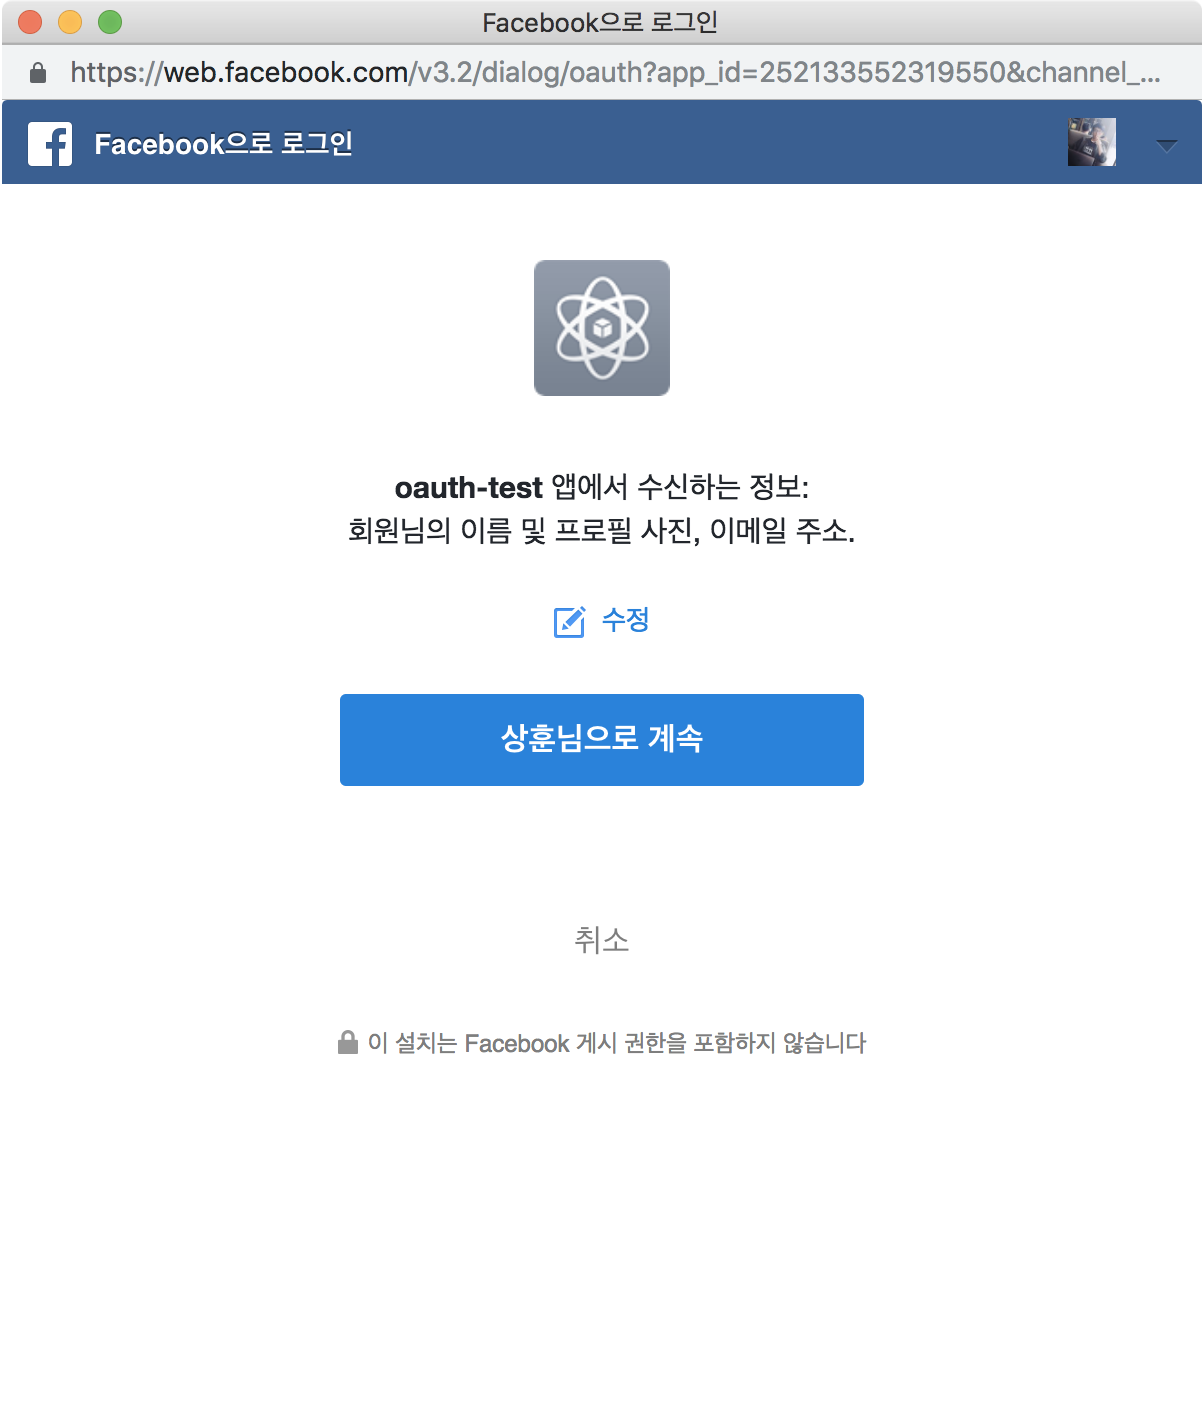 Facebook으로 로그인
https://web.facebook.com/v3.2/dialog/oauth?app_id=252133552319550&channel_...
Facebook으로 로그인
oauth-test 앱에서 수신하는 정보:
회원님의 이름 및 프로필 사진, 이메일 주소.
수정
상훈님으로 계속
취소
이 설치는 Facebook 게시 권한을 포함하지 않습니다